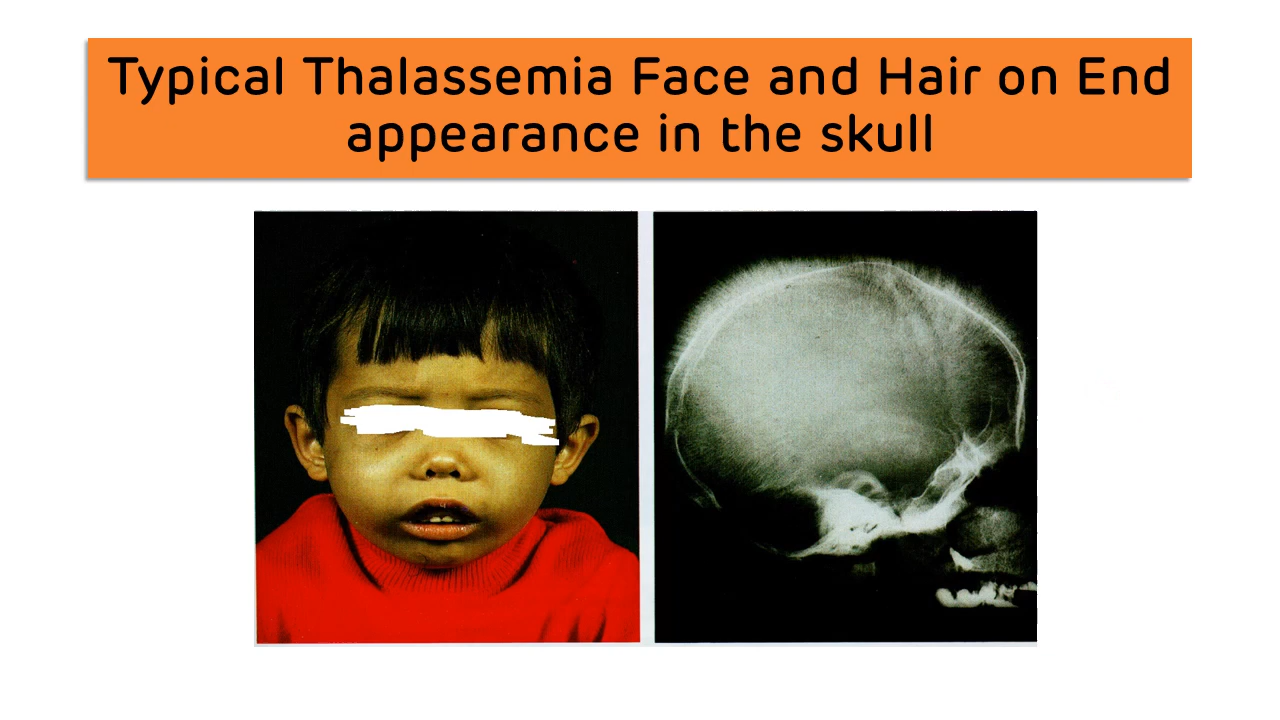 Typical Thalassemia Face and Hair on End
appearance in the skull